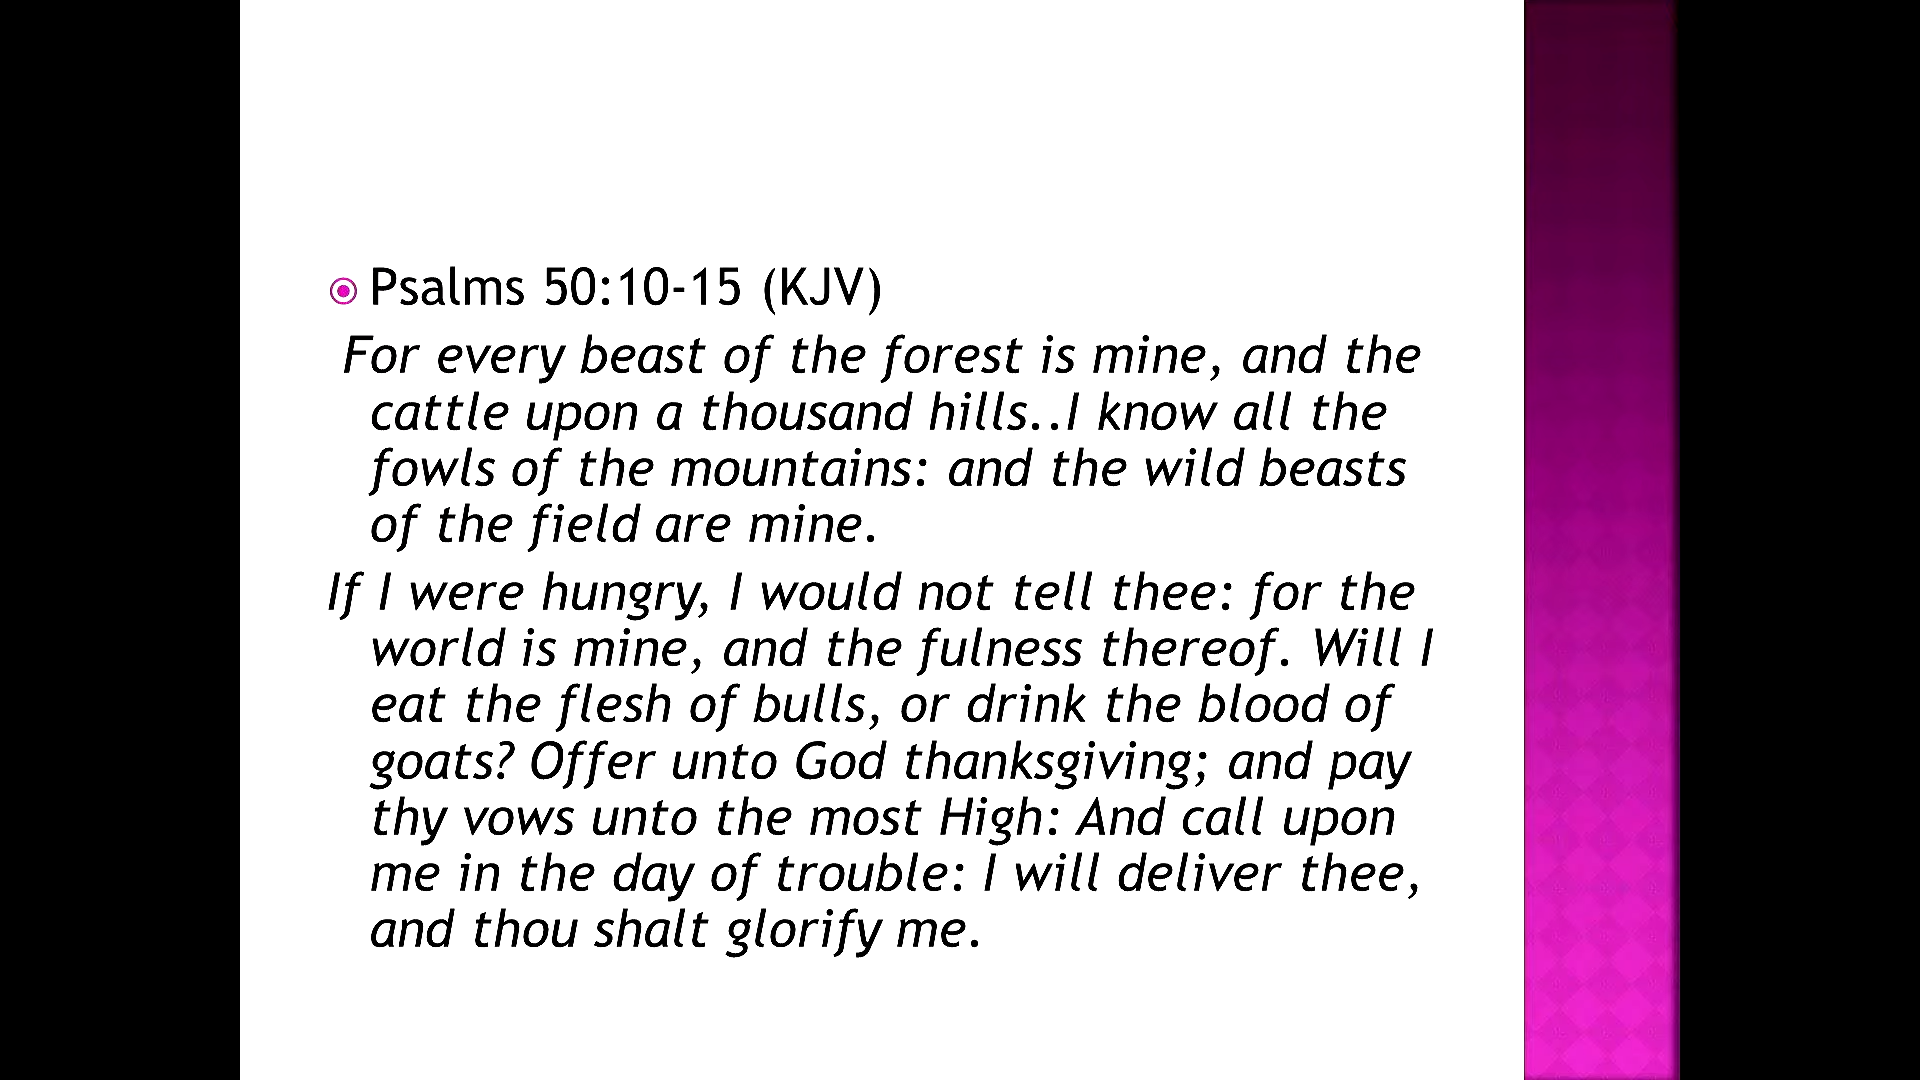 Psalms 50:10-15 (KJV)
For every beast of the forest is mine, and the
cattle upon a thousand hills..I know all the
fowls of the mountains: and the wild beasts
of the field are mine.
If I were hungry, I would not tell thee: for the
world is mine, and the fulness thereof. Will I
eat the flesh of bulls, or drink the blood of
goats? Offer unto God thanksgiving; and pay
thy vows unto the most High: And call upon
me in the day of trouble: I will deliver thee,
and thou shalt glorify me.